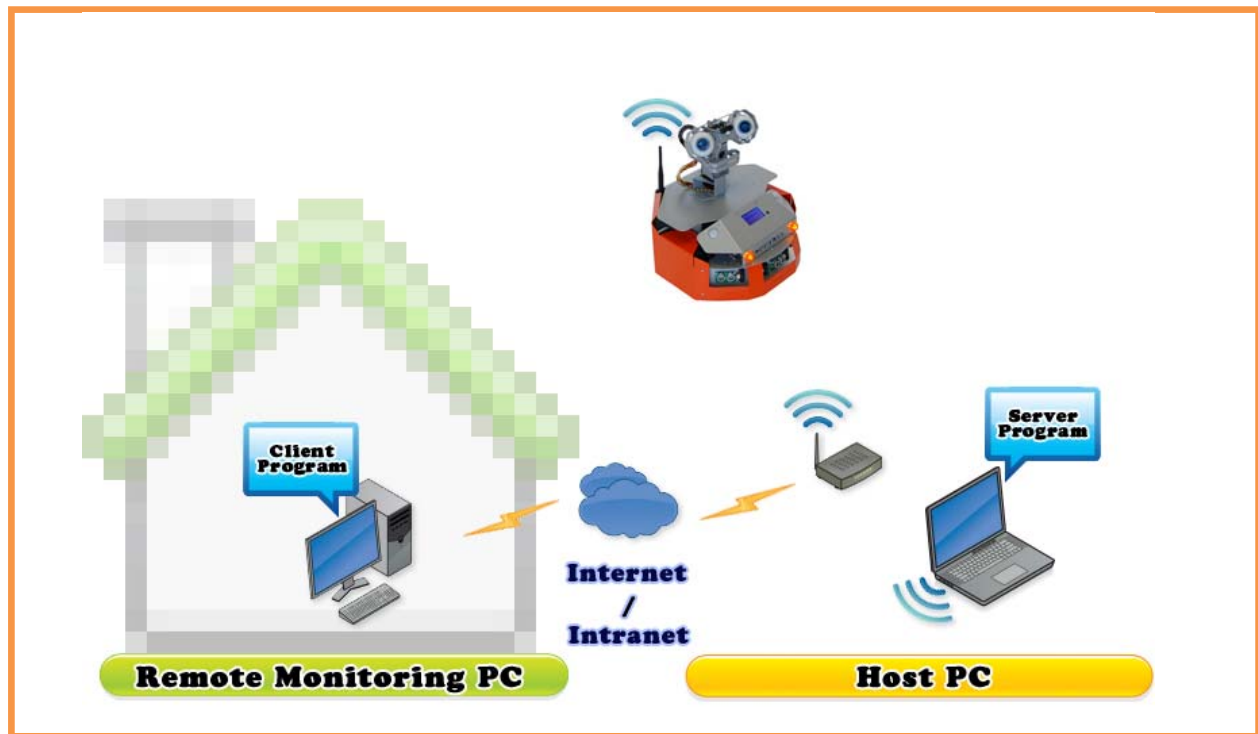 Client
Program
Server
Program
Internet
/
Intranet
Remote Monitoring PC
Host PC